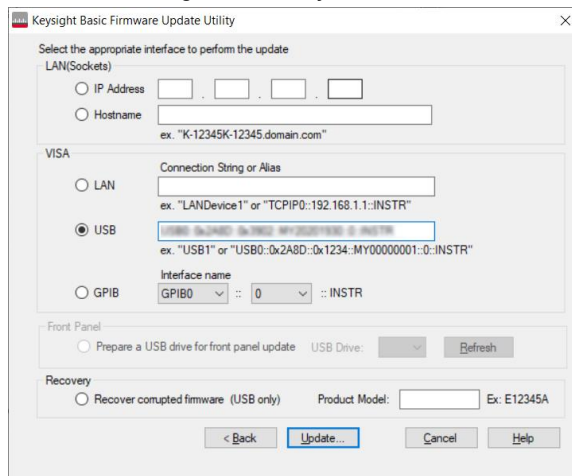 Keysight Basic Firmware Update Utility
Select the appropriate interface to perform the update
LAN(Sockets)
IP Address . . .
Hostname
ex. "K-12345K-12345.domain.com"
VISA
Connection String or Alias
LAN
ex. "LANDevice1" or "TCPIP0::192.168.1.1::INSTR"
USB
ex. "USB1" or "USB0::0x2A8D::0x1234::MY00000001::0::INSTR"
Interface name
GPIB GPIB0 :: 0 :: INSTR
Front Panel
Prepare a USB drive for front panel update USB Drive: Refresh
Recovery
Recover corrupted firmware (USB only) Product Model: Ex: E12345A
< Back Update... Cancel Help